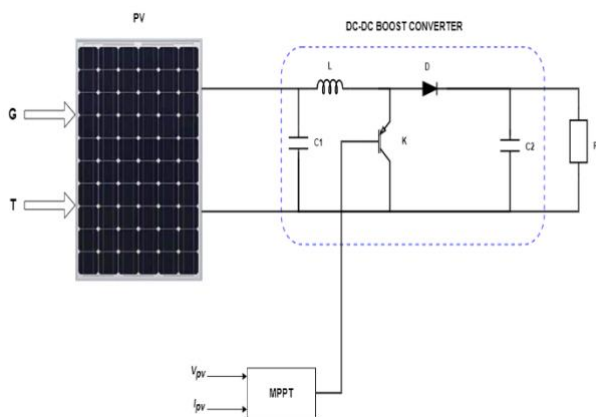 PV
DC-DC BOOST CONVERTER
L
D
G
C1
K
C2
R
T
Vpv
MPPT
Ipv